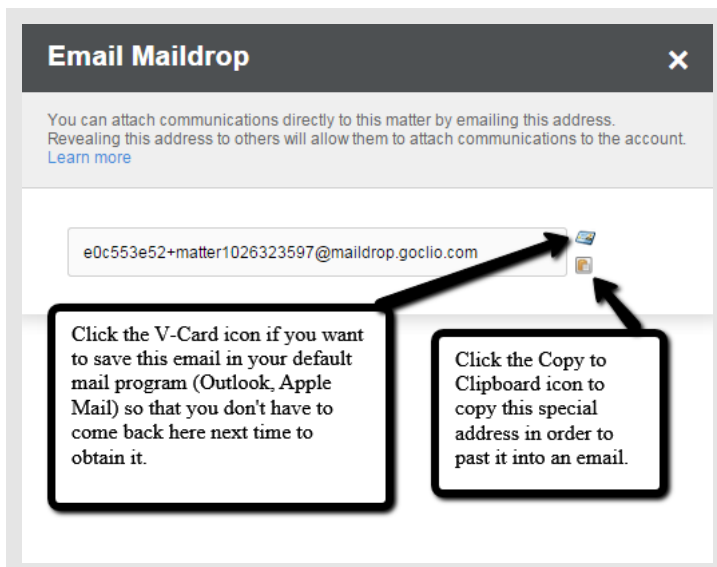 Email Maildrop
You can attach communications directly to this matter by emailing this address.
Revealing this address to others will allow them to attach communications to the account.
Learn more
e0c553e52+matter1026323597@maildrop.goclio.com
Click the V-Card icon if you want
to save this email in your default
mail program (Outlook, Apple
Mail) so that you don't have to
come back here next time to
obtain it.
Click the Copy to
Clipboard icon to
copy this special
address in order to
past it into an email.